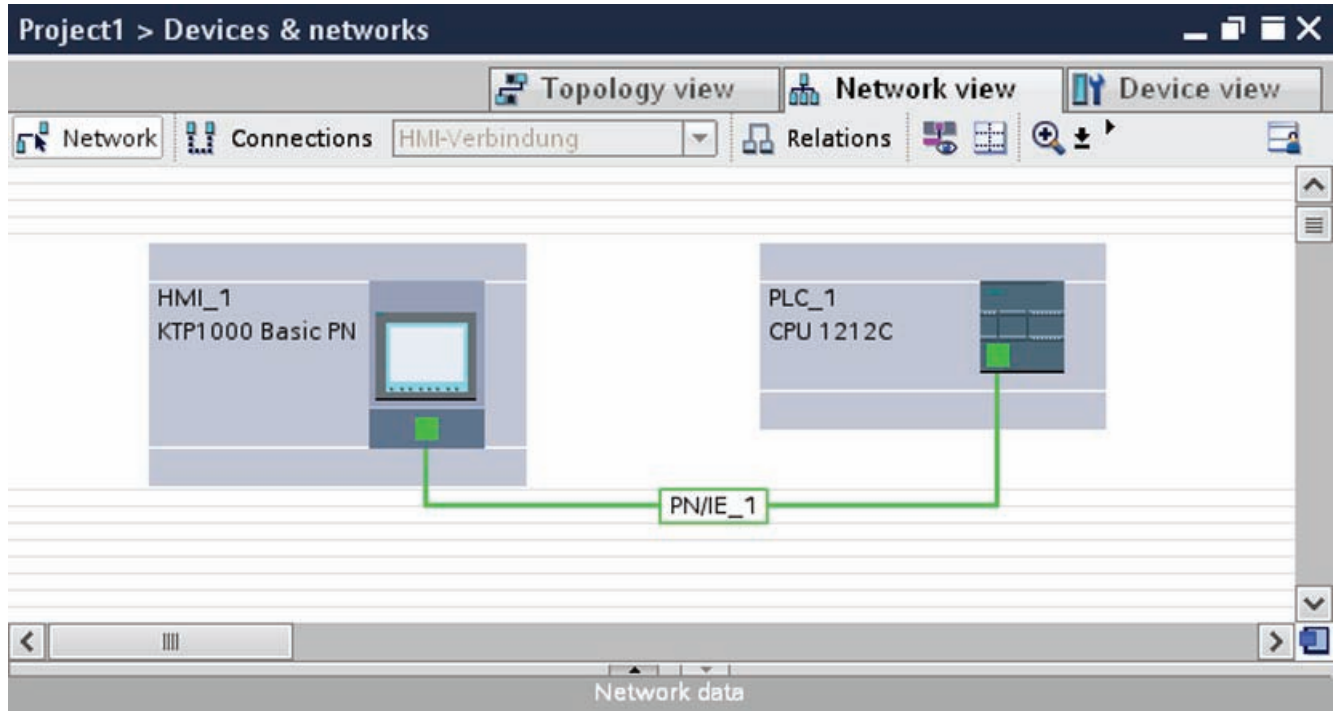 Project1 > Devices & networks
Topology view Network view Device view
Network Connections HMI-Verbindung Relations
HMI_1
KTP1000 Basic PN
PLC_1
CPU 1212C
PN/IE_1
Network data